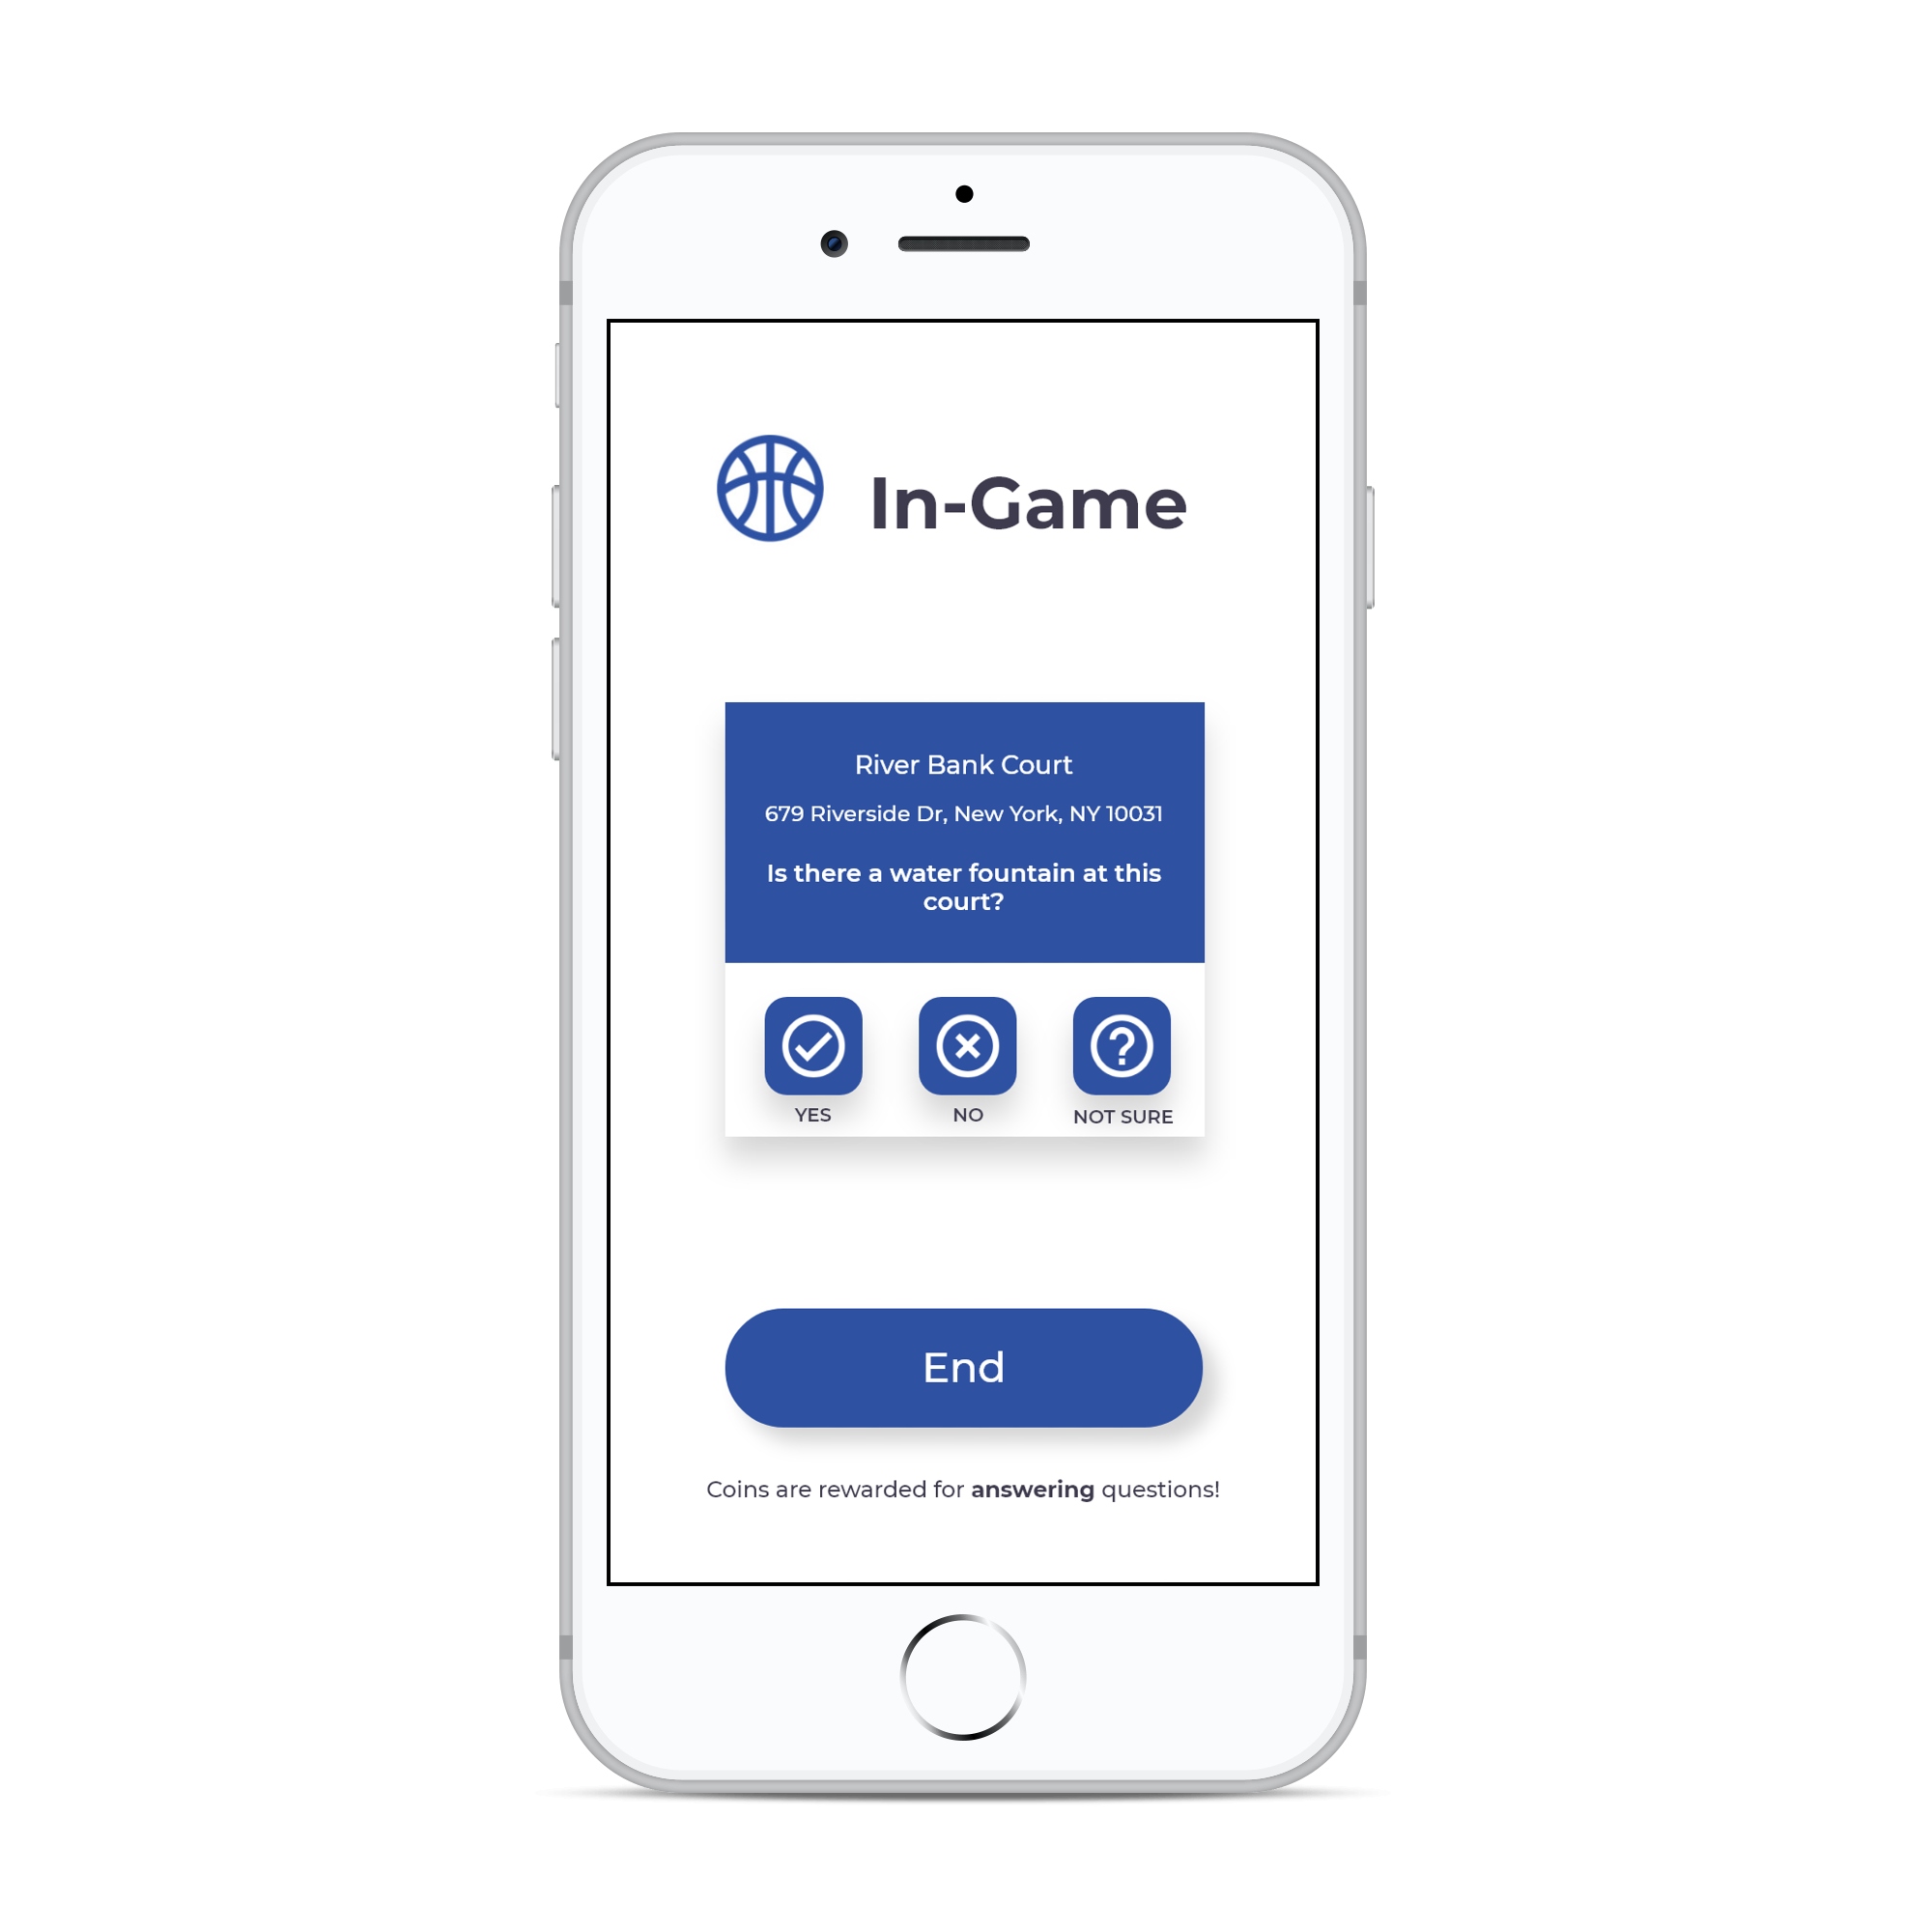 In-Game
River Bank Court
679 Riverside Dr, New York, NY 10031
Is there a water fountain at this
court?
YES
NO
NOT SURE
End
Coins are rewarded for answering questions!